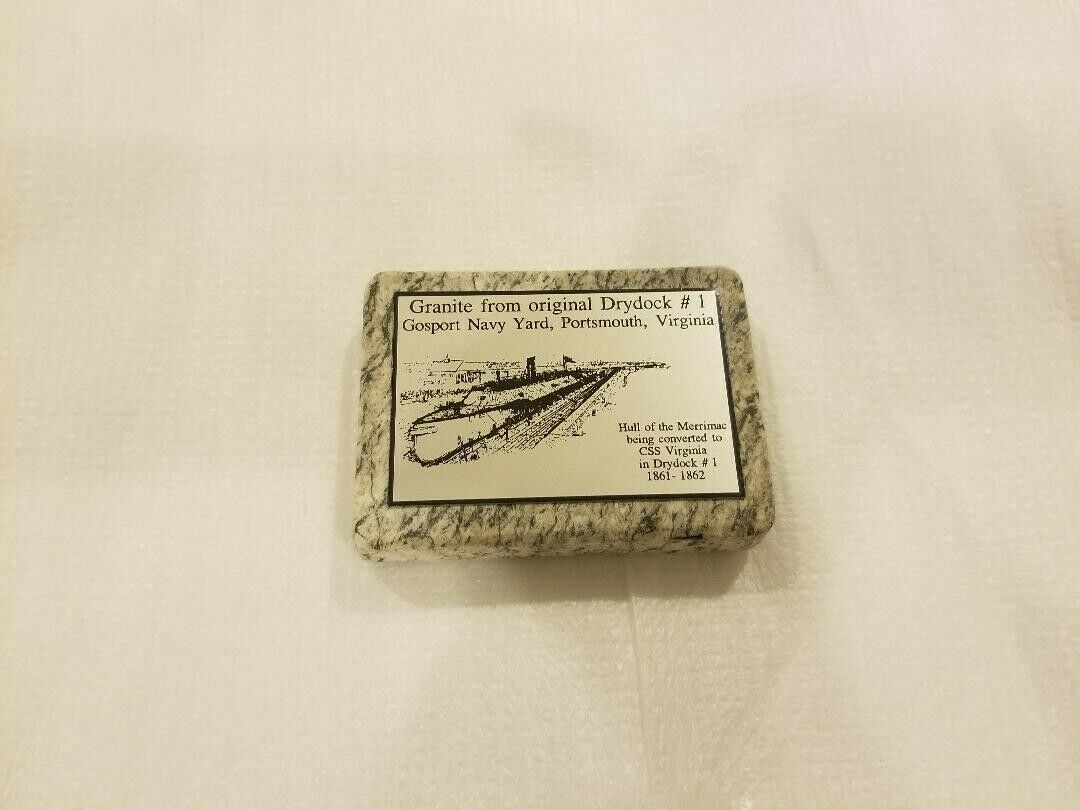 Granite from original Drydock # 1
Gosport Navy Yard, Portsmouth, Virginia
Hull of the Merrimac
being converted to
CSS Virginia
in Drydock # 1
1861- 1862